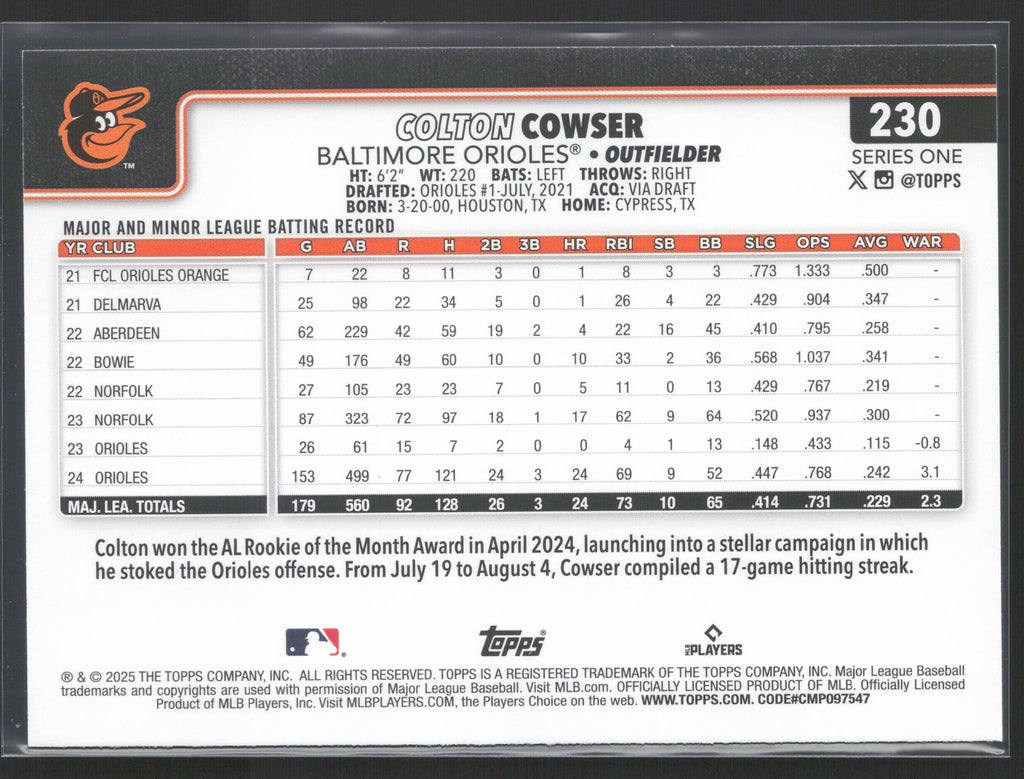 COLTON COWSER
230
BALTIMORE ORIOLES® • OUTFIELDER
SERIES ONE
HT: 6'2" WT: 220 BATS: LEFT THROWS: RIGHT
@TOPPS
DRAFTED: ORIOLES #1-JULY, 2021 ACQ: VIA DRAFT
BORN: 3-20-00, HOUSTON, TX HOME: CYPRESS, TX
TM
MAJOR AND MINOR LEAGUE BATTING RECORD
YR CLUB G AB R H 2B 3B HR RBI SB BB SLG OPS AVG WAR
21 FCL ORIOLES ORANGE 7 22 8 11 3 0 1 8 3 3 .773 1.333 .500 -
21 DELMARVA 25 98 22 34 5 0 1 26 4 22 .429 .904 .347 -
22 ABERDEEN 62 229 42 59 19 2 4 22 16 45 .410 .795 .258 -
22 BOWIE 49 176 49 60 10 0 10 33 2 36 .568 1.037 .341 -
22 NORFOLK 27 105 23 23 7 0 5 11 0 13 .429 .767 .219 -
23 NORFOLK 87 323 72 97 18 1 17 62 9 64 .520 .937 .300 -
23 ORIOLES 26 61 15 7 2 0 0 4 1 13 .148 .433 .115 -0.8
24 ORIOLES 153 499 77 121 24 3 24 69 9 52 .447 .768 .242 3.1
MAJ. LEA. TOTALS 179 560 92 128 26 3 24 73 10 65 .414 .731 .229 2.3
Colton won the AL Rookie of the Month Award in April 2024, launching into a stellar campaign in which
he stoked the Orioles offense. From July 19 to August 4, Cowser compiled a 17-game hitting streak.
Topps®
MLB PLAYERS
® & © 2025 THE TOPPS COMPANY, INC. ALL RIGHTS RESERVED. TOPPS IS A REGISTERED TRADEMARK OF THE TOPPS COMPANY, INC. Major League Baseball
trademarks and copyrights are used with permission of Major League Baseball. Visit MLB.com. OFFICIALLY LICENSED PRODUCT OF MLB. Officially Licensed
Product of MLB Players, Inc. Visit MLBPLAYERS.COM, the Players Choice on the web. WWW.TOPPS.COM. CODE#CMP097547